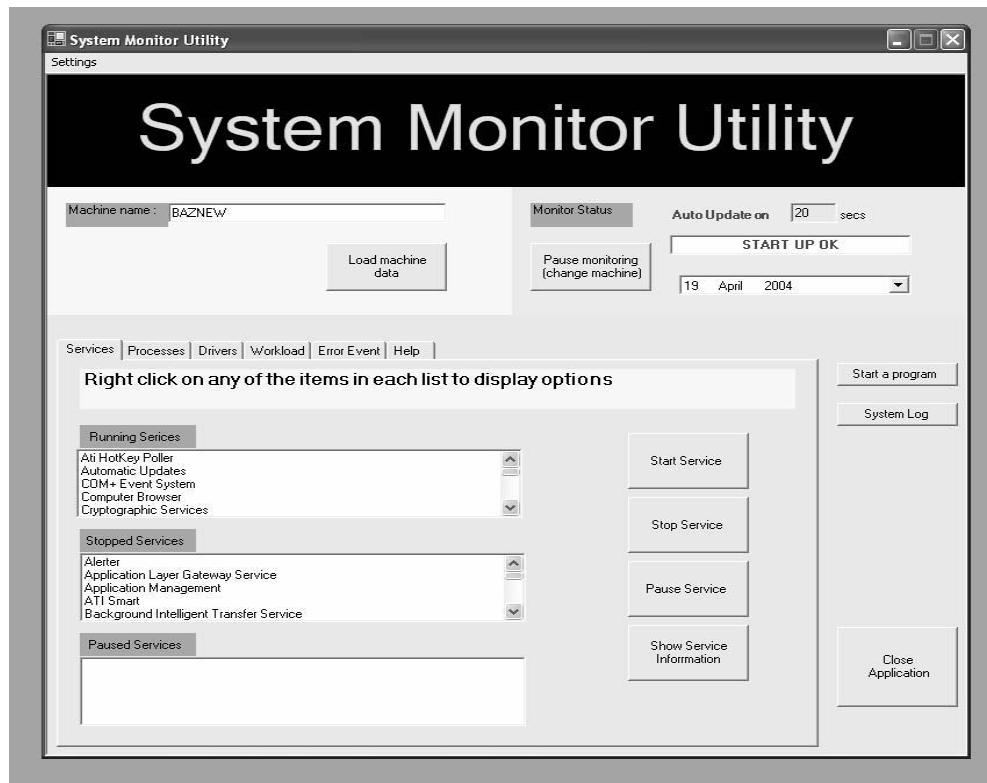 System Monitor Utility
Settings
System Monitor Utility
Machine name :
BAZNEW
Load machine
data
Monitor Status
Auto Update on
20
secs
START UP OK
Pause monitoring
(change machine)
19 April 2004
Services
Processes
Drivers
Workload
Error Event
Help
Right click on any of the items in each list to display options
Running Serices
Ati HotKey Poller
Automatic Updates
COM+ Event System
Computer Browser
Cryptographic Services
Stopped Services
Alerter
Application Layer Gateway Service
Application Management
ATI Smart
Background Intelligent Transfer Service
Paused Services
Start Service
Stop Service
Pause Service
Show Service
Information
Start a program
System Log
Close
Application